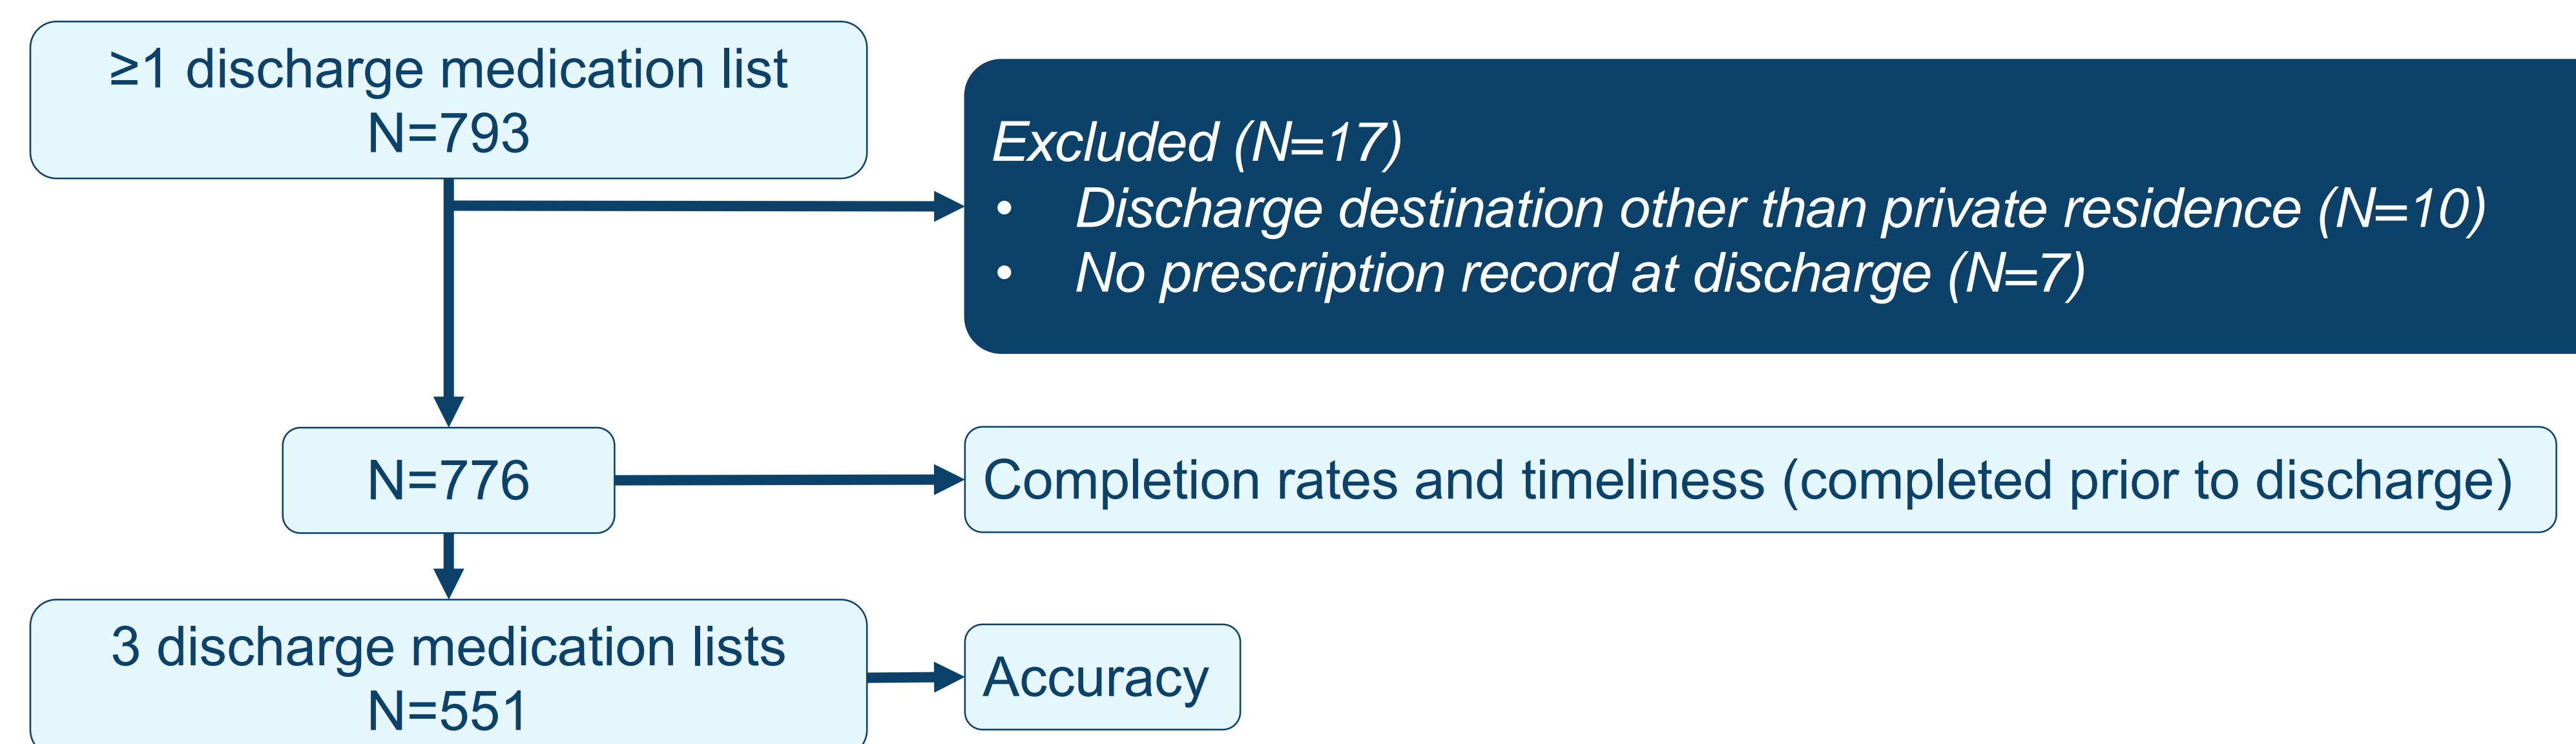 ≥1 discharge medication list
N=793
Excluded (N=17)
• Discharge destination other than private residence (N=10)
• No prescription record at discharge (N=7)
N=776
Completion rates and timeliness (completed prior to discharge)
3 discharge medication lists
N=551
Accuracy